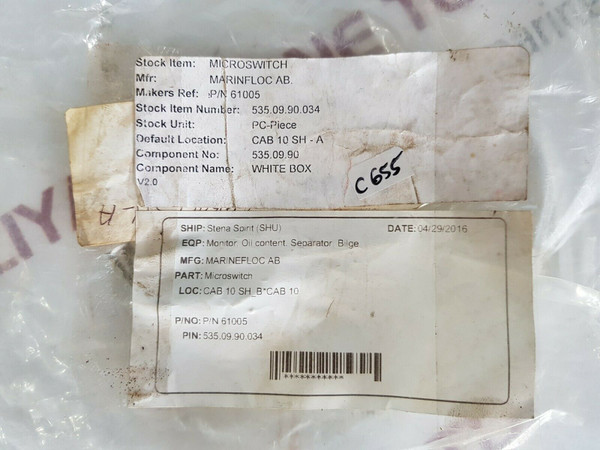 Stock Item: MICROSWITCH
Mfr: MARINFLOC AB.
Makers Ref: P/N 61005
Stock Item Number: 535.09.90.034
Stock Unit: PC-Piece
Default Location: CAB 10 SH - A
Component No: 535.09.90
Component Name: WHITE BOX
V2.0
C655
SHIP: Stena Spirit (SHU) DATE: 04/29/2016
EQP: Monitor. Oil content. Separator. Bilge
MFG: MARINEFLOC AB
PART: Microswitch
LOC: CAB 10 SH_B*CAB 10
P/NO: P/N 61005
PIN: 535.09.90.034